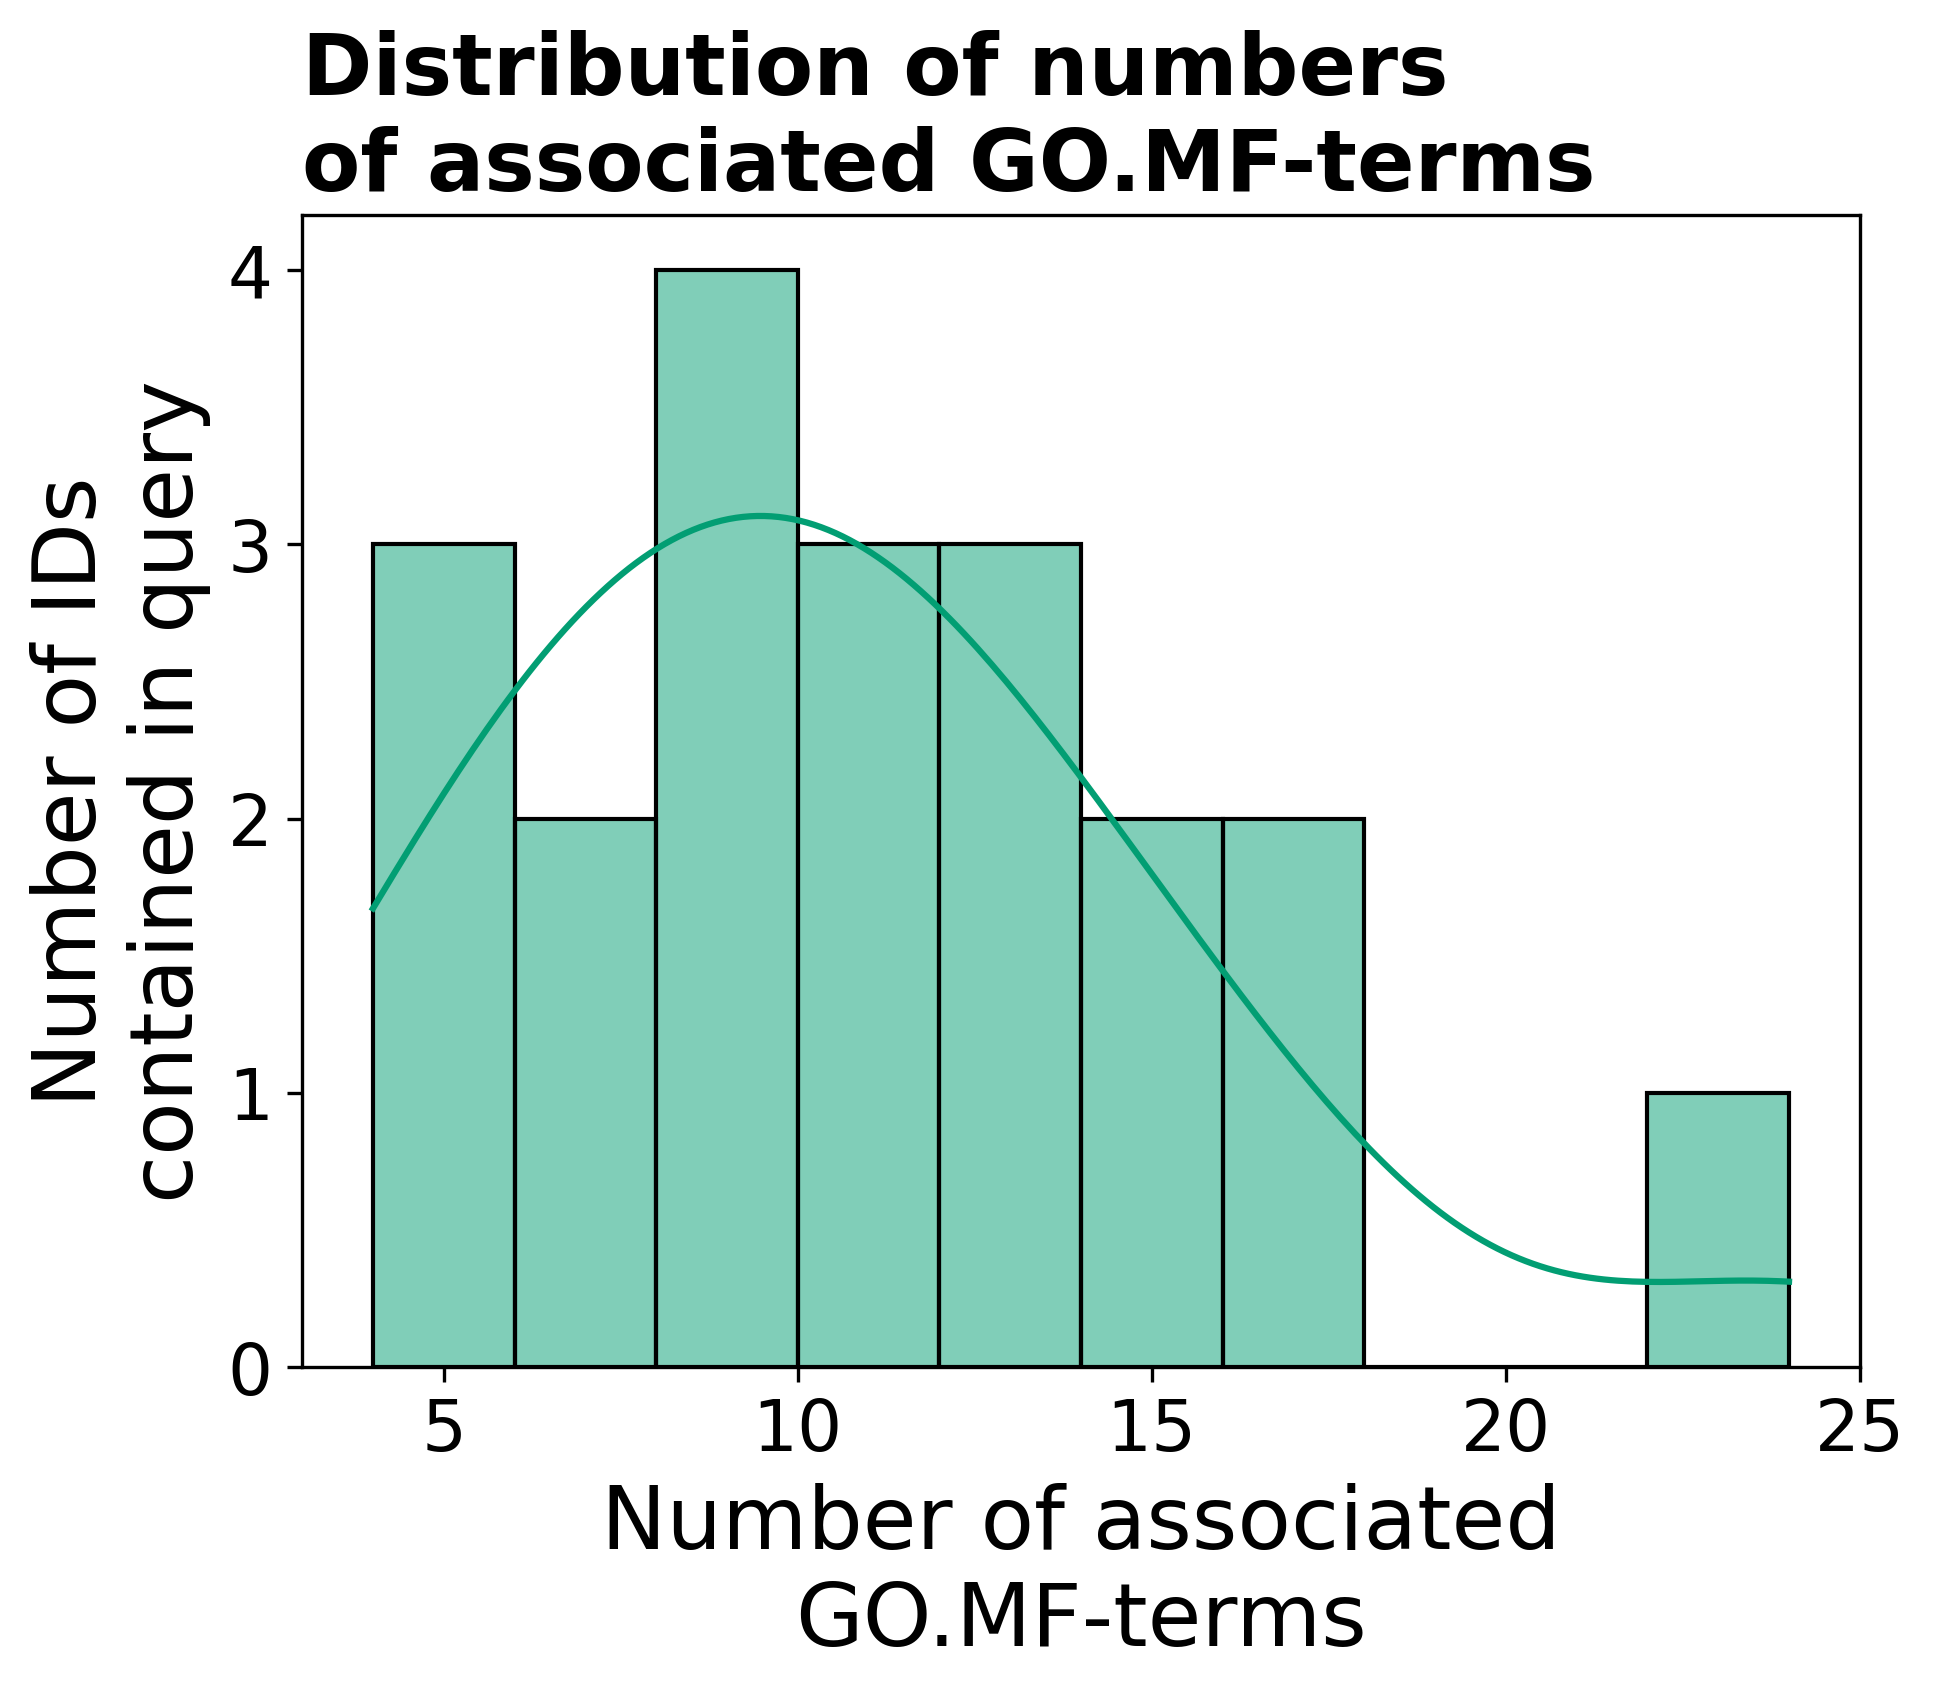 Distribution of numbers
of associated GO.MF-terms
Number of IDs
contained in query
4
3
2
1
0
5 10 15 20 25
Number of associated
GO.MF-terms